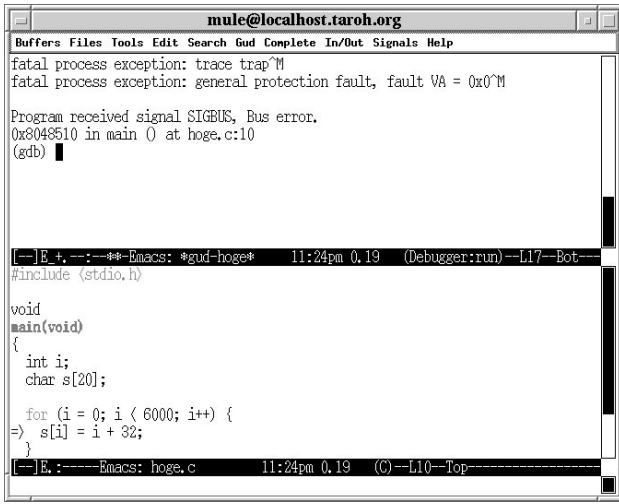 mule@localhost.taroh.org
Buffers Files Tools Edit Search Gud Complete In/Out Signals Help
fatal process exception: trace trap^M
fatal process exception: general protection fault, fault VA = 0x0^M
Program received signal SIGBUS, Bus error.
0x8048510 in main () at hoge.c:10
(gdb)
[--]E_+.--:--**-Emacs: *gud-hoge* 11:24pm 0.19 (Debugger:run)--L17--Bot---
#include <stdio.h>
void
main(void)
{
int i;
char s[20];
for (i = 0; i < 6000; i++) {
=> s[i] = i + 32;
}
[--]E.:-----Emacs: hoge.c 11:24pm 0.19 (C)--L10--Top------------------